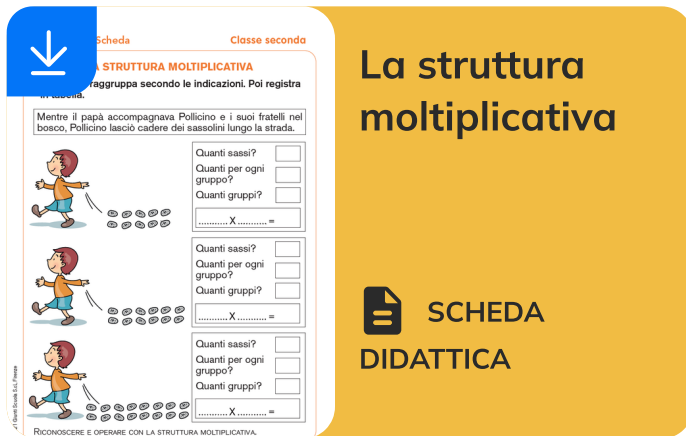 Scheda
Classe seconda
STRUTTURA MOLTIPLICATIVA
raggruppa secondo le indicazioni. Poi registra
in tabella.
Mentre il papà accompagnava Pollicino e i suoi fratelli nel
bosco, Pollicino lasciò cadere dei sassolini lungo la strada.
Quanti sassi?
Quanti per ogni
gruppo?
Quanti gruppi?
........... X ........... =
Quanti sassi?
Quanti per ogni
gruppo?
Quanti gruppi?
........... X ........... =
Quanti sassi?
Quanti per ogni
gruppo?
Quanti gruppi?
........... X ........... =
RICONOSCERE E OPERARE CON LA STRUTTURA MOLTIPLICATIVA.
Giunti Scuola S.r.l., Firenze
La struttura
moltiplicativa
SCHEDA
DIDATTICA